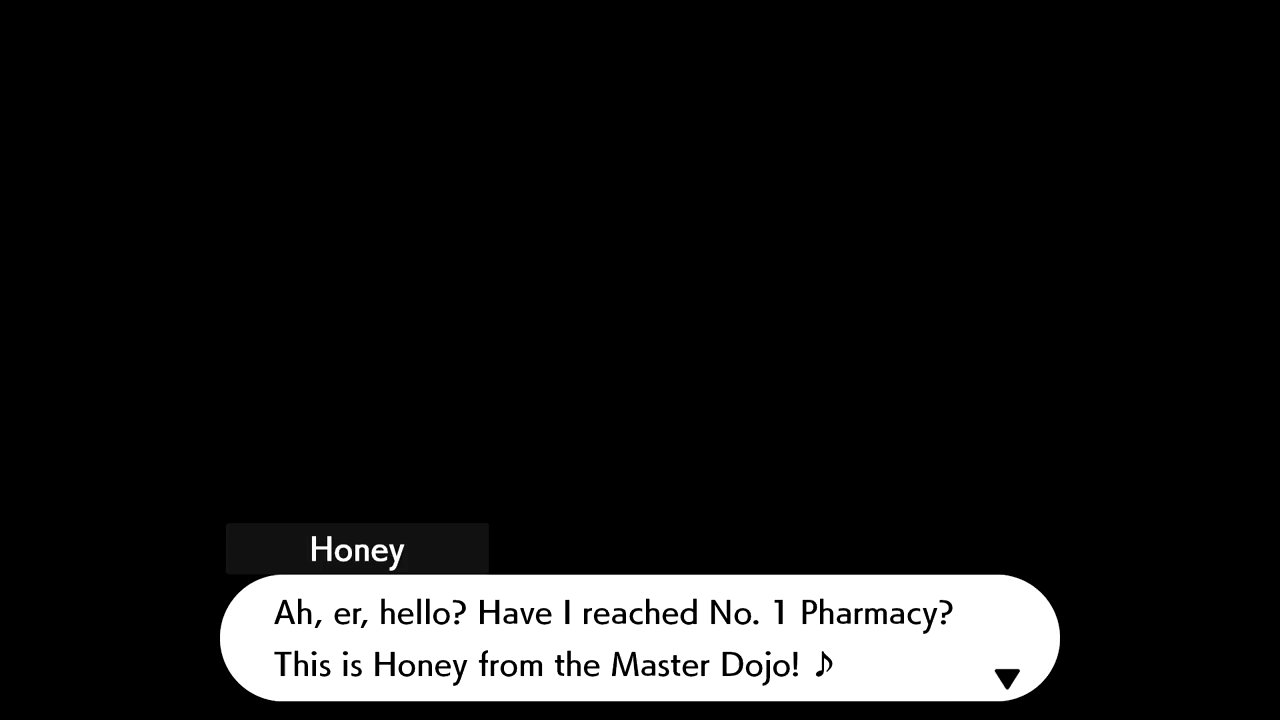 Honey
Ah, er, hello? Have I reached No. 1 Pharmacy?
This is Honey from the Master Dojo! ♪